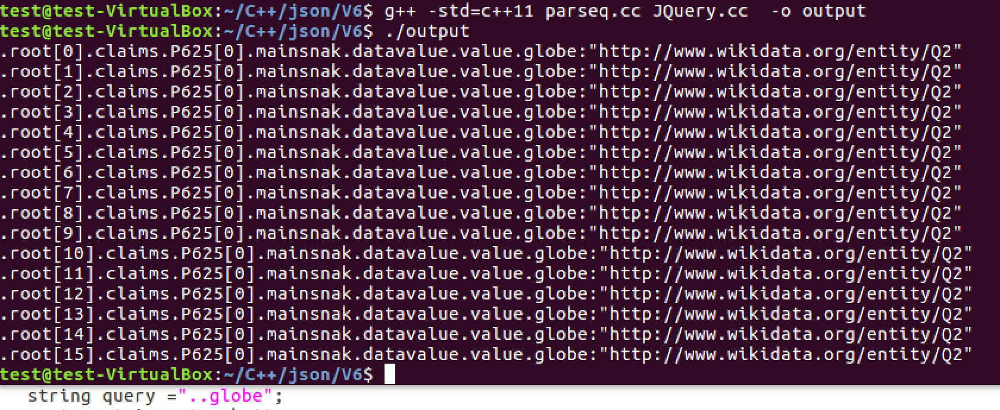 test@test-VirtualBox:~/C++/json/V6$ g++ -std=c++11 parseq.cc JQuery.cc  -o output
test@test-VirtualBox:~/C++/json/V6$ ./output
.root[0].claims.P625[0].mainsnak.datavalue.value.globe:"http://www.wikidata.org/entity/Q2"
.root[1].claims.P625[0].mainsnak.datavalue.value.globe:"http://www.wikidata.org/entity/Q2"
.root[2].claims.P625[0].mainsnak.datavalue.value.globe:"http://www.wikidata.org/entity/Q2"
.root[3].claims.P625[0].mainsnak.datavalue.value.globe:"http://www.wikidata.org/entity/Q2"
.root[4].claims.P625[0].mainsnak.datavalue.value.globe:"http://www.wikidata.org/entity/Q2"
.root[5].claims.P625[0].mainsnak.datavalue.value.globe:"http://www.wikidata.org/entity/Q2"
.root[6].claims.P625[0].mainsnak.datavalue.value.globe:"http://www.wikidata.org/entity/Q2"
.root[7].claims.P625[0].mainsnak.datavalue.value.globe:"http://www.wikidata.org/entity/Q2"
.root[8].claims.P625[0].mainsnak.datavalue.value.globe:"http://www.wikidata.org/entity/Q2"
.root[9].claims.P625[0].mainsnak.datavalue.value.globe:"http://www.wikidata.org/entity/Q2"
.root[10].claims.P625[0].mainsnak.datavalue.value.globe:"http://www.wikidata.org/entity/Q2"
.root[11].claims.P625[0].mainsnak.datavalue.value.globe:"http://www.wikidata.org/entity/Q2"
.root[12].claims.P625[0].mainsnak.datavalue.value.globe:"http://www.wikidata.org/entity/Q2"
.root[13].claims.P625[0].mainsnak.datavalue.value.globe:"http://www.wikidata.org/entity/Q2"
.root[14].claims.P625[0].mainsnak.datavalue.value.globe:"http://www.wikidata.org/entity/Q2"
.root[15].claims.P625[0].mainsnak.datavalue.value.globe:"http://www.wikidata.org/entity/Q2"
test@test-VirtualBox:~/C++/json/V6$
string query ="..globe";